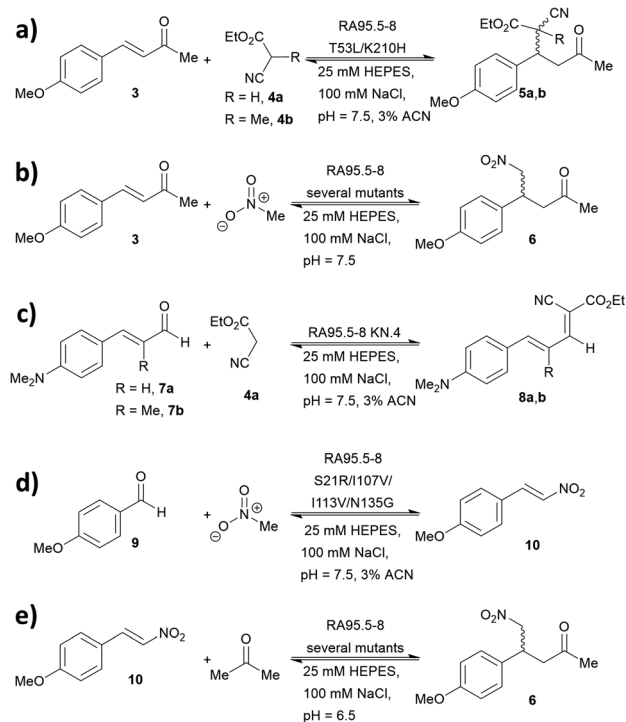 a)
O
Me
MeO
3
+
EtO₂C
R
CN
4a
R = H, 4a
R = Me, 4b
RA95.5-8
T53L/K210H
25 mM HEPES,
100 mM NaCl,
pH = 7.5, 3% ACN
CN
EtO₂C
R
O
Me
MeO
5a,b
b)
O
Me
MeO
3
+
O
N⊕
O
⊖
Me
RA95.5-8
several mutants
25 mM HEPES,
100 mM NaCl,
pH = 7.5
NO₂
O
Me
MeO
6
c)
O
H
R
Me₂N
R = H, 7a
R = Me, 7b
+
EtO₂C
CN
4a
RA95.5-8 KN.4
25 mM HEPES,
100 mM NaCl,
pH = 7.5, 3% ACN
NC
CO₂Et
H
R
Me₂N
8a,b
d)
O
H
MeO
9
+
O
N⊕
O
⊖
Me
RA95.5-8
S21R/I107V/
I113V/N135G
25 mM HEPES,
100 mM NaCl,
pH = 7.5, 3% ACN
NO₂
MeO
10
e)
NO₂
MeO
10
+
O
Me Me
RA95.5-8
several mutants
25 mM HEPES,
100 mM NaCl,
pH = 6.5
NO₂
O
Me
MeO
6